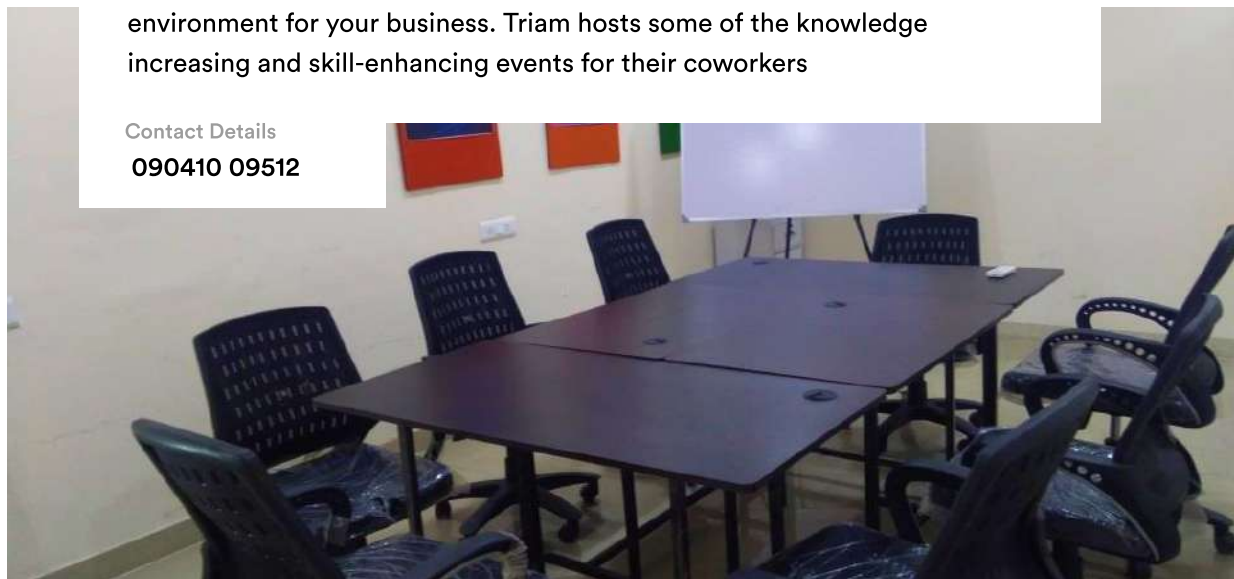 environment for your business. Triam hosts some of the knowledge
increasing and skill-enhancing events for their coworkers
Contact Details
090410 09512